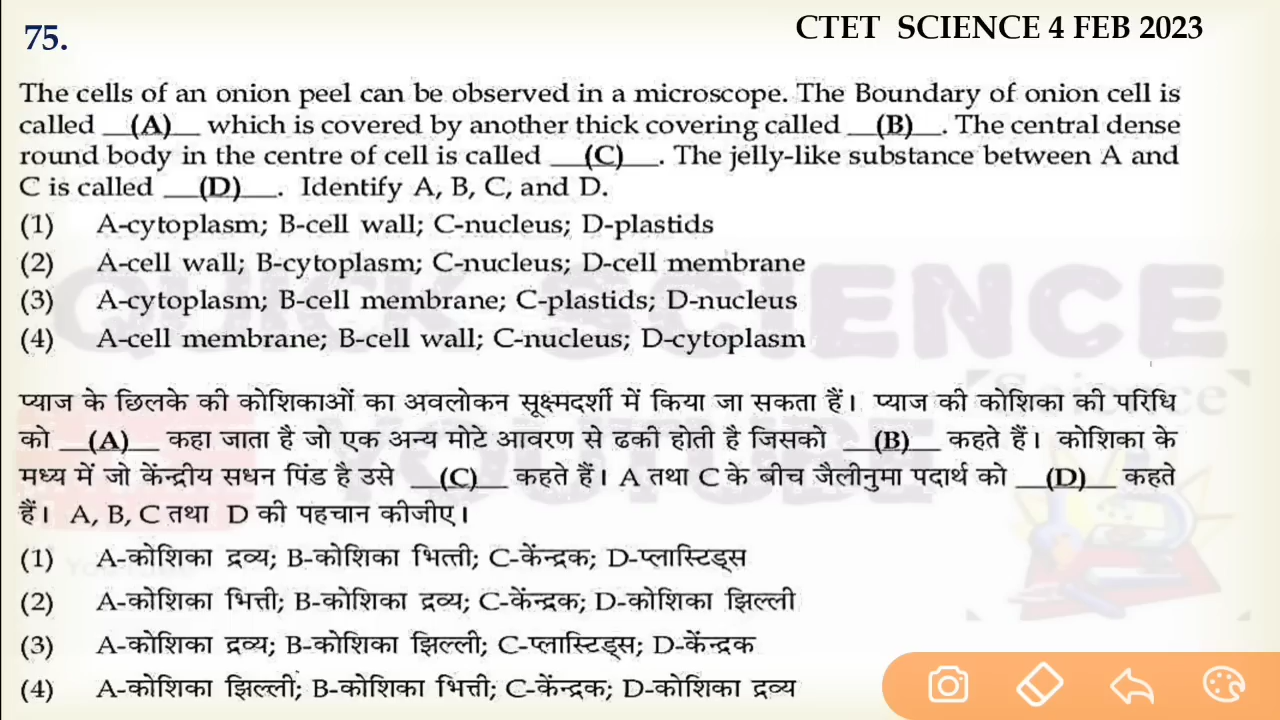 75.
CTET SCIENCE 4 FEB 2023
The cells of an onion peel can be observed in a microscope. The Boundary of onion cell is
called __(A)__ which is covered by another thick covering called __(B)__. The central dense
round body in the centre of cell is called __(C)__. The jelly-like substance between A and
C is called __(D)__. Identify A, B, C, and D.
(1) A-cytoplasm; B-cell wall; C-nucleus; D-plastids
(2) A-cell wall; B-cytoplasm; C-nucleus; D-cell membrane
(3) A-cytoplasm; B-cell membrane; C-plastids; D-nucleus
(4) A-cell membrane; B-cell wall; C-nucleus; D-cytoplasm
प्याज के छिलके की कोशिकाओं का अवलोकन सूक्ष्मदर्शी में किया जा सकता हैं। प्याज की कोशिका की परिधि
को __(A)__ कहा जाता है जो एक अन्य मोटे आवरण से ढकी होती है जिसको __(B)__ कहते हैं। कोशिका के
मध्य में जो केंन्द्रीय सधन पिंड है उसे __(C)__ कहते हैं। A तथा C के बीच जैलीनुमा पदार्थ को __(D)__ कहते
हैं। A, B, C तथा D की पहचान कीजीए।
(1) A-कोशिका द्रव्य; B-कोशिका भित्ती; C-केंन्द्रक; D-प्लास्टिड्स
(2) A-कोशिका भित्ती; B-कोशिका द्रव्य; C-केंन्द्रक; D-कोशिका झिल्ली
(3) A-कोशिका द्रव्य; B-कोशिका झिल्ली; C-प्लास्टिड्स; D-केंन्द्रक
(4) A-कोशिका झिल्ली; B-कोशिका भित्ती; C-केंन्द्रक; D-कोशिका द्रव्य
QUICK SCIENCE
Science
YOUTUBE